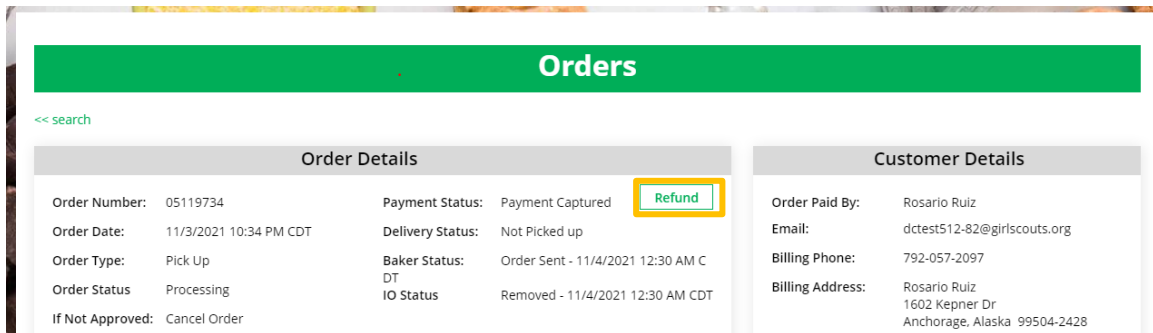 Orders
<< search
Order Details
Order Number: 05119734 Payment Status: Payment Captured Refund
Order Date: 11/3/2021 10:34 PM CDT Delivery Status: Not Picked up
Order Type: Pick Up Baker Status: Order Sent - 11/4/2021 12:30 AM C
DT
Order Status Processing IO Status Removed - 11/4/2021 12:30 AM CDT
If Not Approved: Cancel Order
Customer Details
Order Paid By: Rosario Ruiz
Email: dctest512-82@girlscouts.org
Billing Phone: 792-057-2097
Billing Address: Rosario Ruiz
1602 Kepner Dr
Anchorage, Alaska 99504-2428